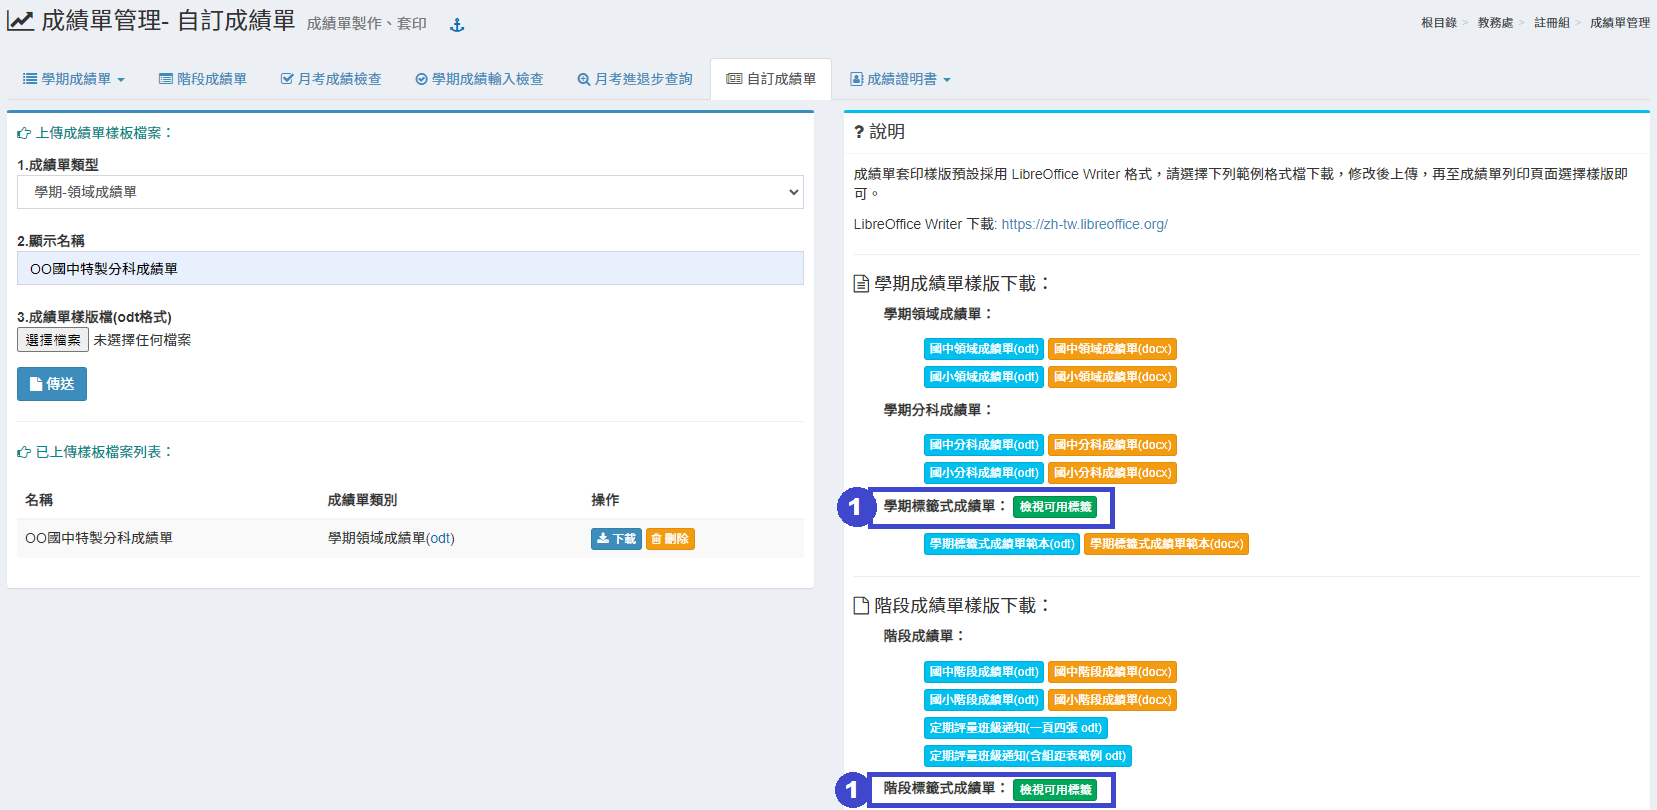 成績單管理- 自訂成績單 成績單製作、套印
根目錄 > 教務處 > 註冊組 > 成績單管理
學期成績單
階段成績單
月考成績檢查
學期成績輸入檢查
月考進退步查詢
自訂成績單
成績證明書
上傳成績單樣板檔案：
1.成績單類型
學期-領域成績單
2.顯示名稱
OO國中特製分科成績單
3.成績單樣版檔(odt格式)
選擇檔案 未選擇任何檔案
傳送
已上傳樣板檔案列表：
名稱 成績單類別 操作
OO國中特製分科成績單 學期領域成績單(odt) 下載 刪除
? 說明
成績單套印樣版預設採用 LibreOffice Writer 格式，請選擇下列範例格式檔下載，修改後上傳，再至成績單列印頁面選擇樣版即
可。
LibreOffice Writer 下載: https://zh-tw.libreoffice.org/
學期成績單樣版下載：
學期領域成績單：
國中領域成績單(odt) 國中領域成績單(docx)
國小領域成績單(odt) 國小領域成績單(docx)
學期分科成績單：
國中分科成績單(odt) 國中分科成績單(docx)
國小分科成績單(odt) 國小分科成績單(docx)
1 學期標籤式成績單： 檢視可用標籤
學期標籤式成績單範本(odt) 學期標籤式成績單範本(docx)
階段成績單樣版下載：
階段成績單：
國中階段成績單(odt) 國中階段成績單(docx)
國小階段成績單(odt) 國小階段成績單(docx)
定期評量班級通知(一頁四張 odt)
定期評量班級通知(含組距表範例 odt)
1 階段標籤式成績單： 檢視可用標籤